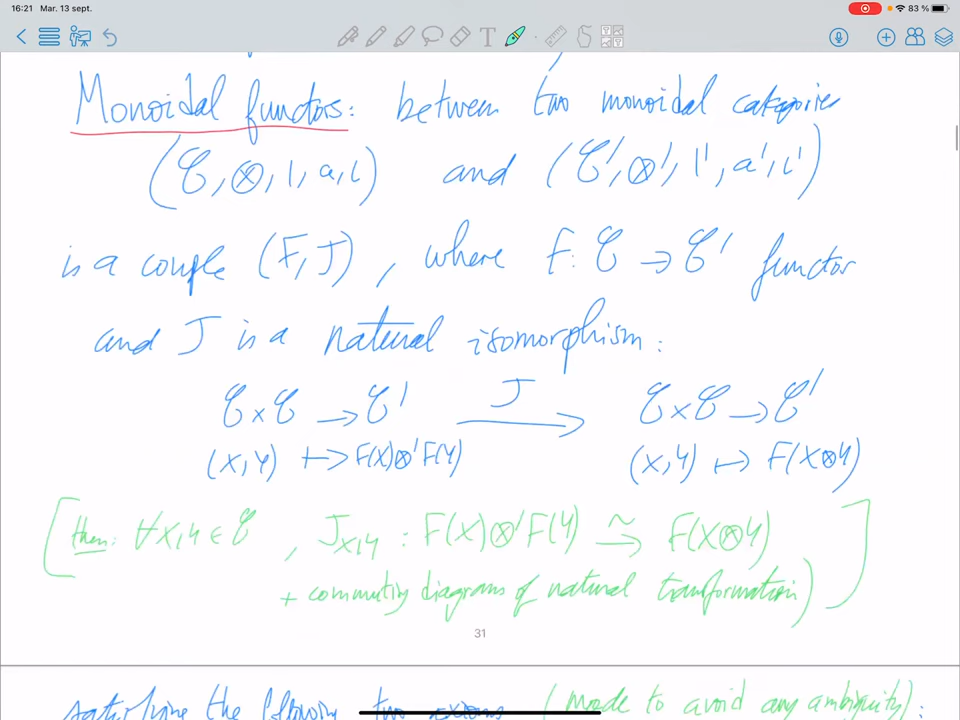 16:21 Mar. 13 sept.
83 %
Monoidal functors: between two monoidal categories
(𝒞, ⊗, 1, a, ι) and (𝒞', ⊗', 1', a', ι')
is a couple (F, J), where F: 𝒞 → 𝒞' functor
and J is a natural isomorphism:
𝒞 × 𝒞 → 𝒞' J 𝒞 × 𝒞 → 𝒞'
(X, Y) ↦ F(X) ⊗' F(Y) (X, Y) ↦ F(X ⊗ Y)
[then: ∀ X, Y ∈ 𝒞, J_{X,Y} : F(X) ⊗' F(Y) ≅→ F(X ⊗ Y)
+ commuting diagrams of natural transformation)]
31
satisfying the following two axioms (made to avoid any ambiguity):